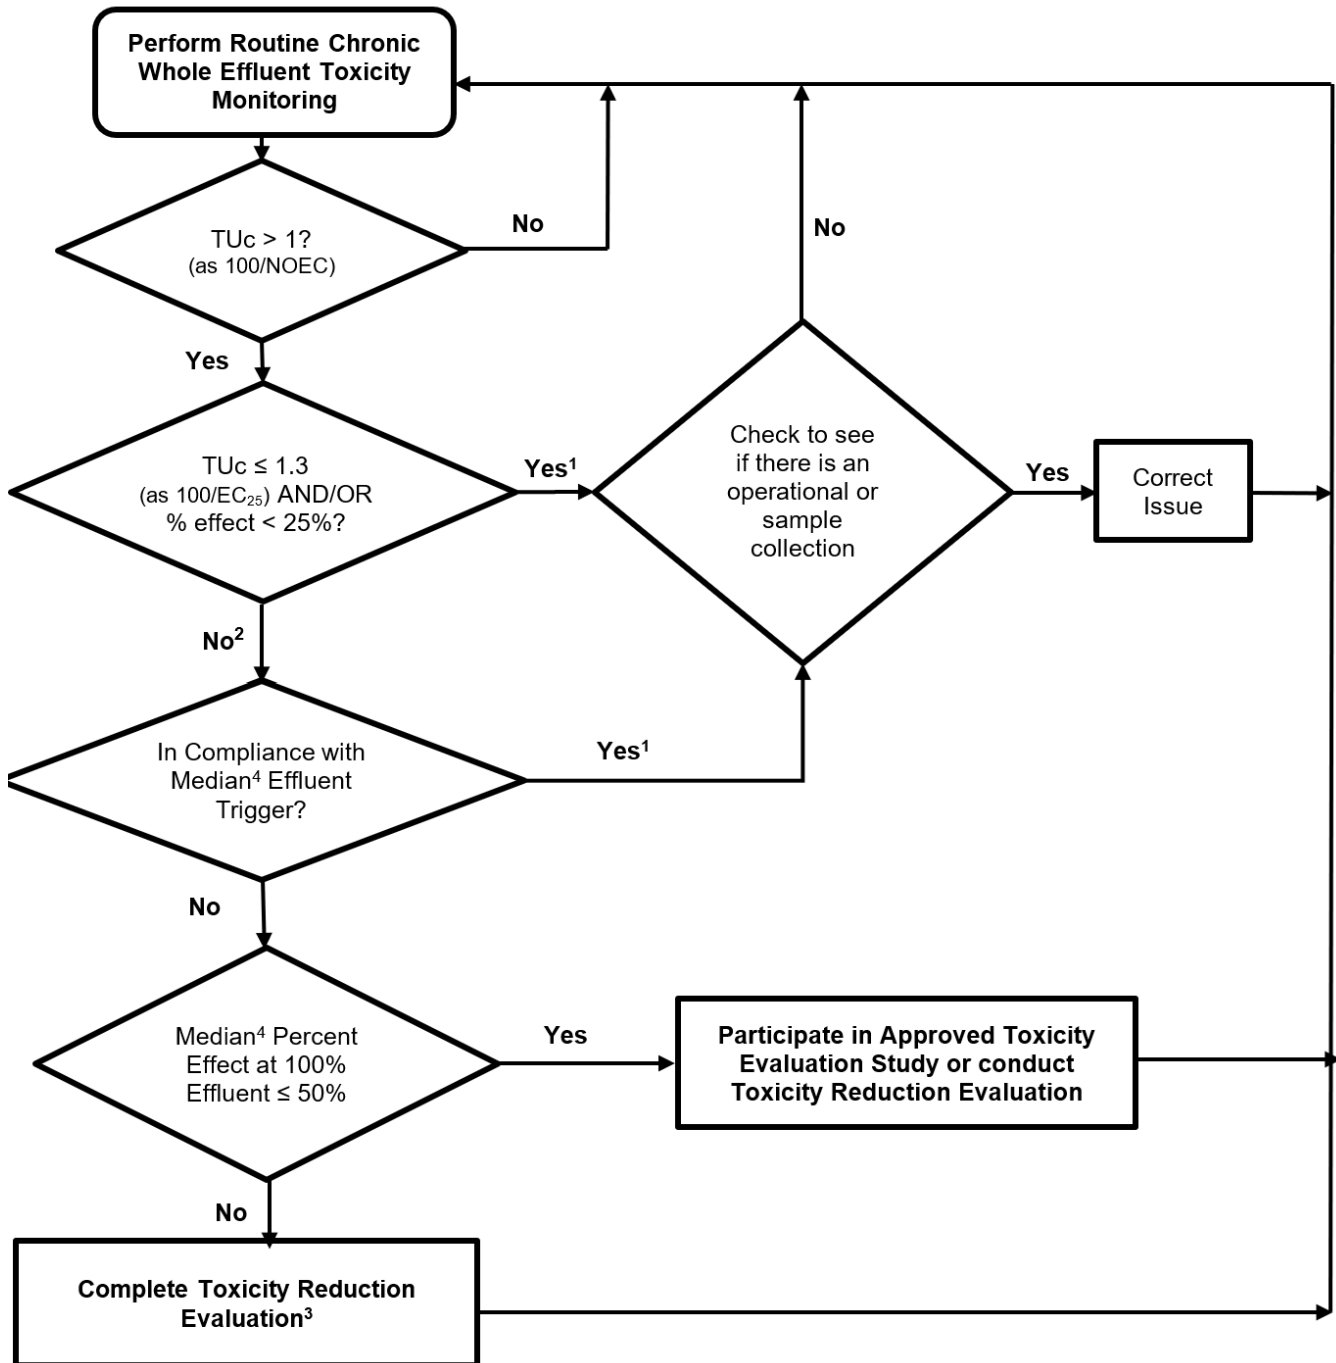 Perform Routine Chronic
Whole Effluent Toxicity
Monitoring
TUc > 1?
(as 100/NOEC)
No
Yes
TUc ≤ 1.3
(as 100/EC₂₅) AND/OR
% effect < 25%?
Yes¹
No²
Check to see
if there is an
operational or
sample
collection
No
Yes
Correct
Issue
In Compliance with
Median⁴ Effluent
Trigger?
Yes¹
No
Median⁴ Percent
Effect at 100%
Effluent ≤ 50%
Yes
Participate in Approved Toxicity
Evaluation Study or conduct
Toxicity Reduction Evaluation
No
Complete Toxicity Reduction
Evaluation³